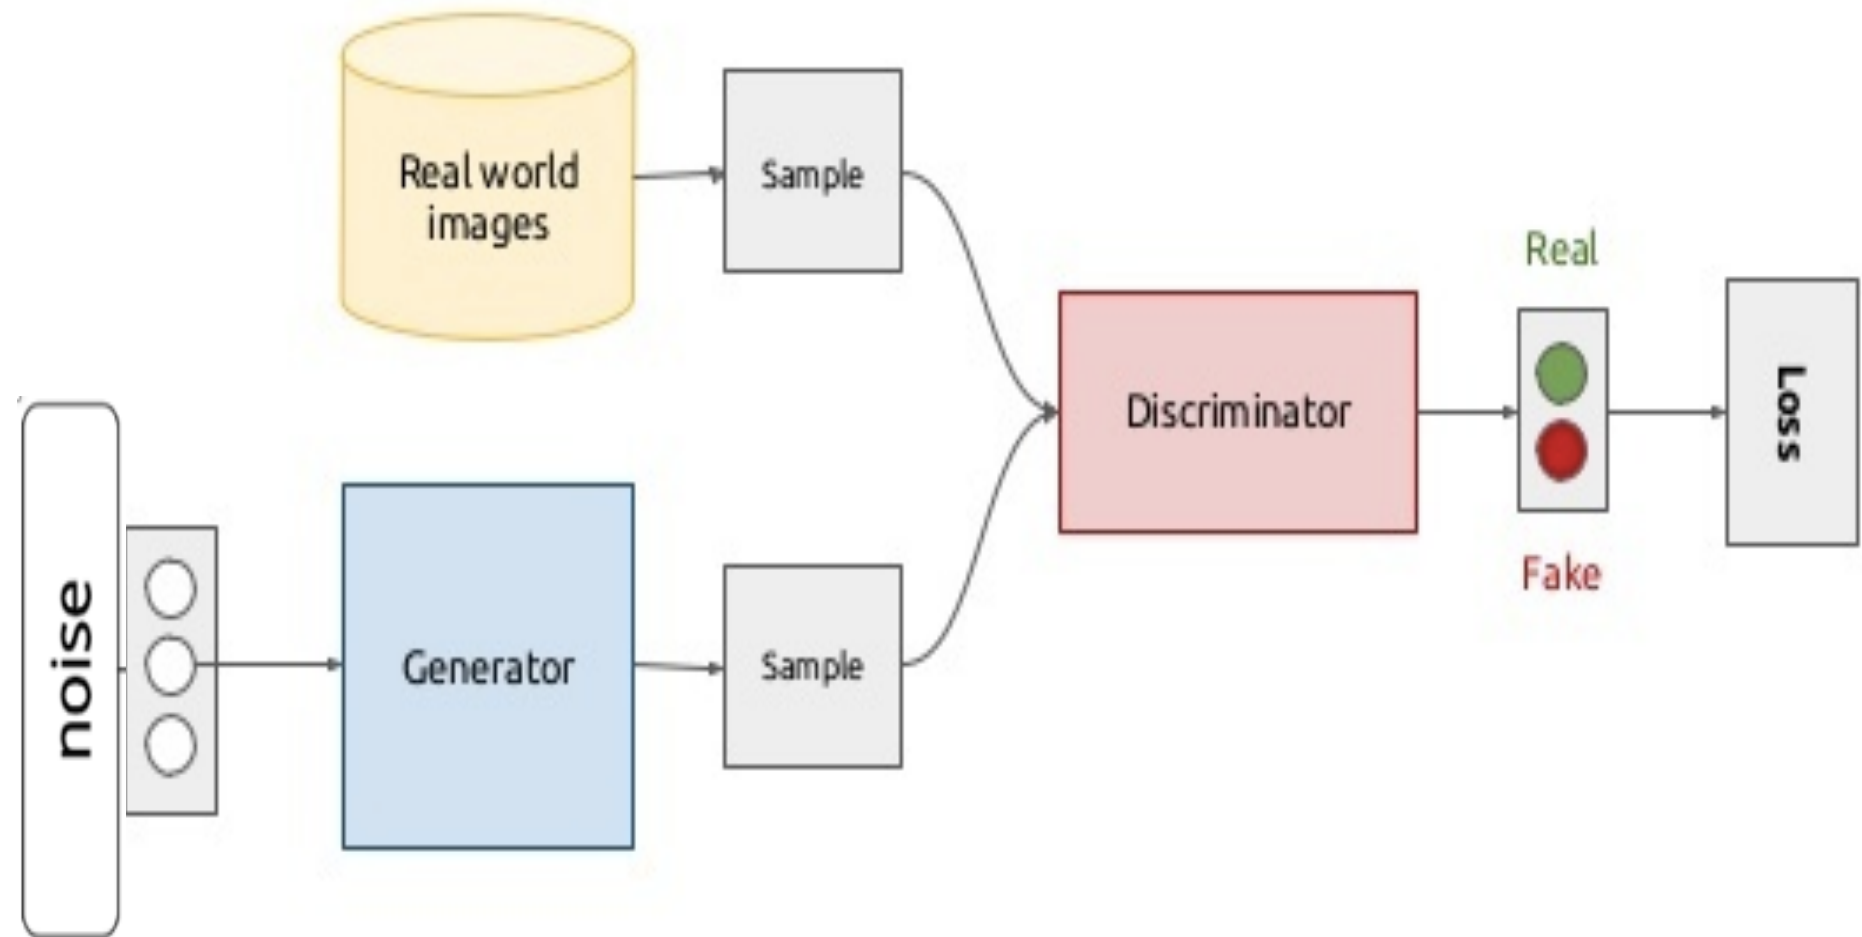 Real world
images
Sample
Real
Discriminator
Loss
Fake
noise
Generator
Sample